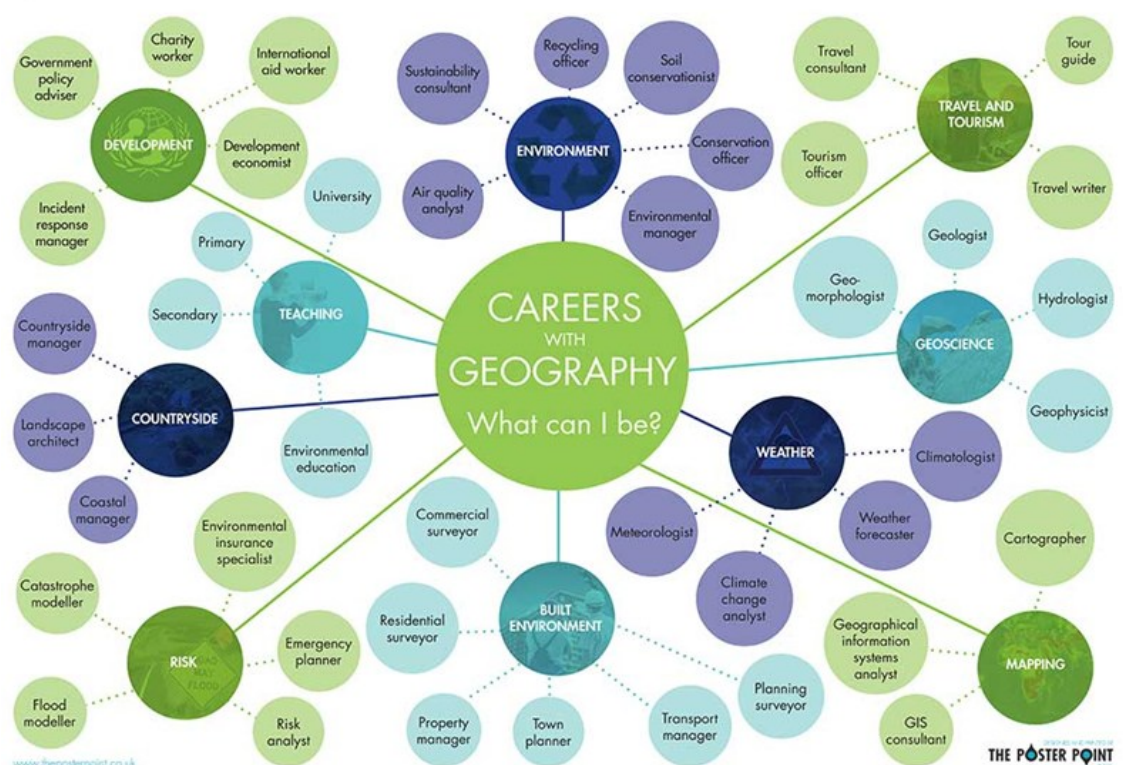 CAREERS
WITH
GEOGRAPHY
What can I be?
DEVELOPMENT
Government
policy
adviser
Charity
worker
International
aid worker
Development
economist
Incident
response
manager
ENVIRONMENT
Sustainability
consultant
Recycling
officer
Soil
conservationist
Conservation
officer
Environmental
manager
Air quality
analyst
TRAVEL AND
TOURISM
Travel
consultant
Tour
guide
Tourism
officer
Travel writer
TEACHING
University
Primary
Secondary
Environmental
education
GEOSCIENCE
Geologist
Geo-
morphologist
Hydrologist
Geophysicist
COUNTRYSIDE
Countryside
manager
Landscape
architect
Coastal
manager
WEATHER
Climatologist
Weather
forecaster
Climate
change
analyst
Meteorologist
RISK
Environmental
insurance
specialist
Catastrophe
modeller
Emergency
planner
Flood
modeller
Risk
analyst
FLOOD
BUILT
ENVIRONMENT
Commercial
surveyor
Residential
surveyor
Property
manager
Town
planner
Transport
manager
Planning
surveyor
MAPPING
Cartographer
Geographical
information
systems
analyst
GIS
consultant
www.theposterpoint.co.uk
THE POSTER POINT